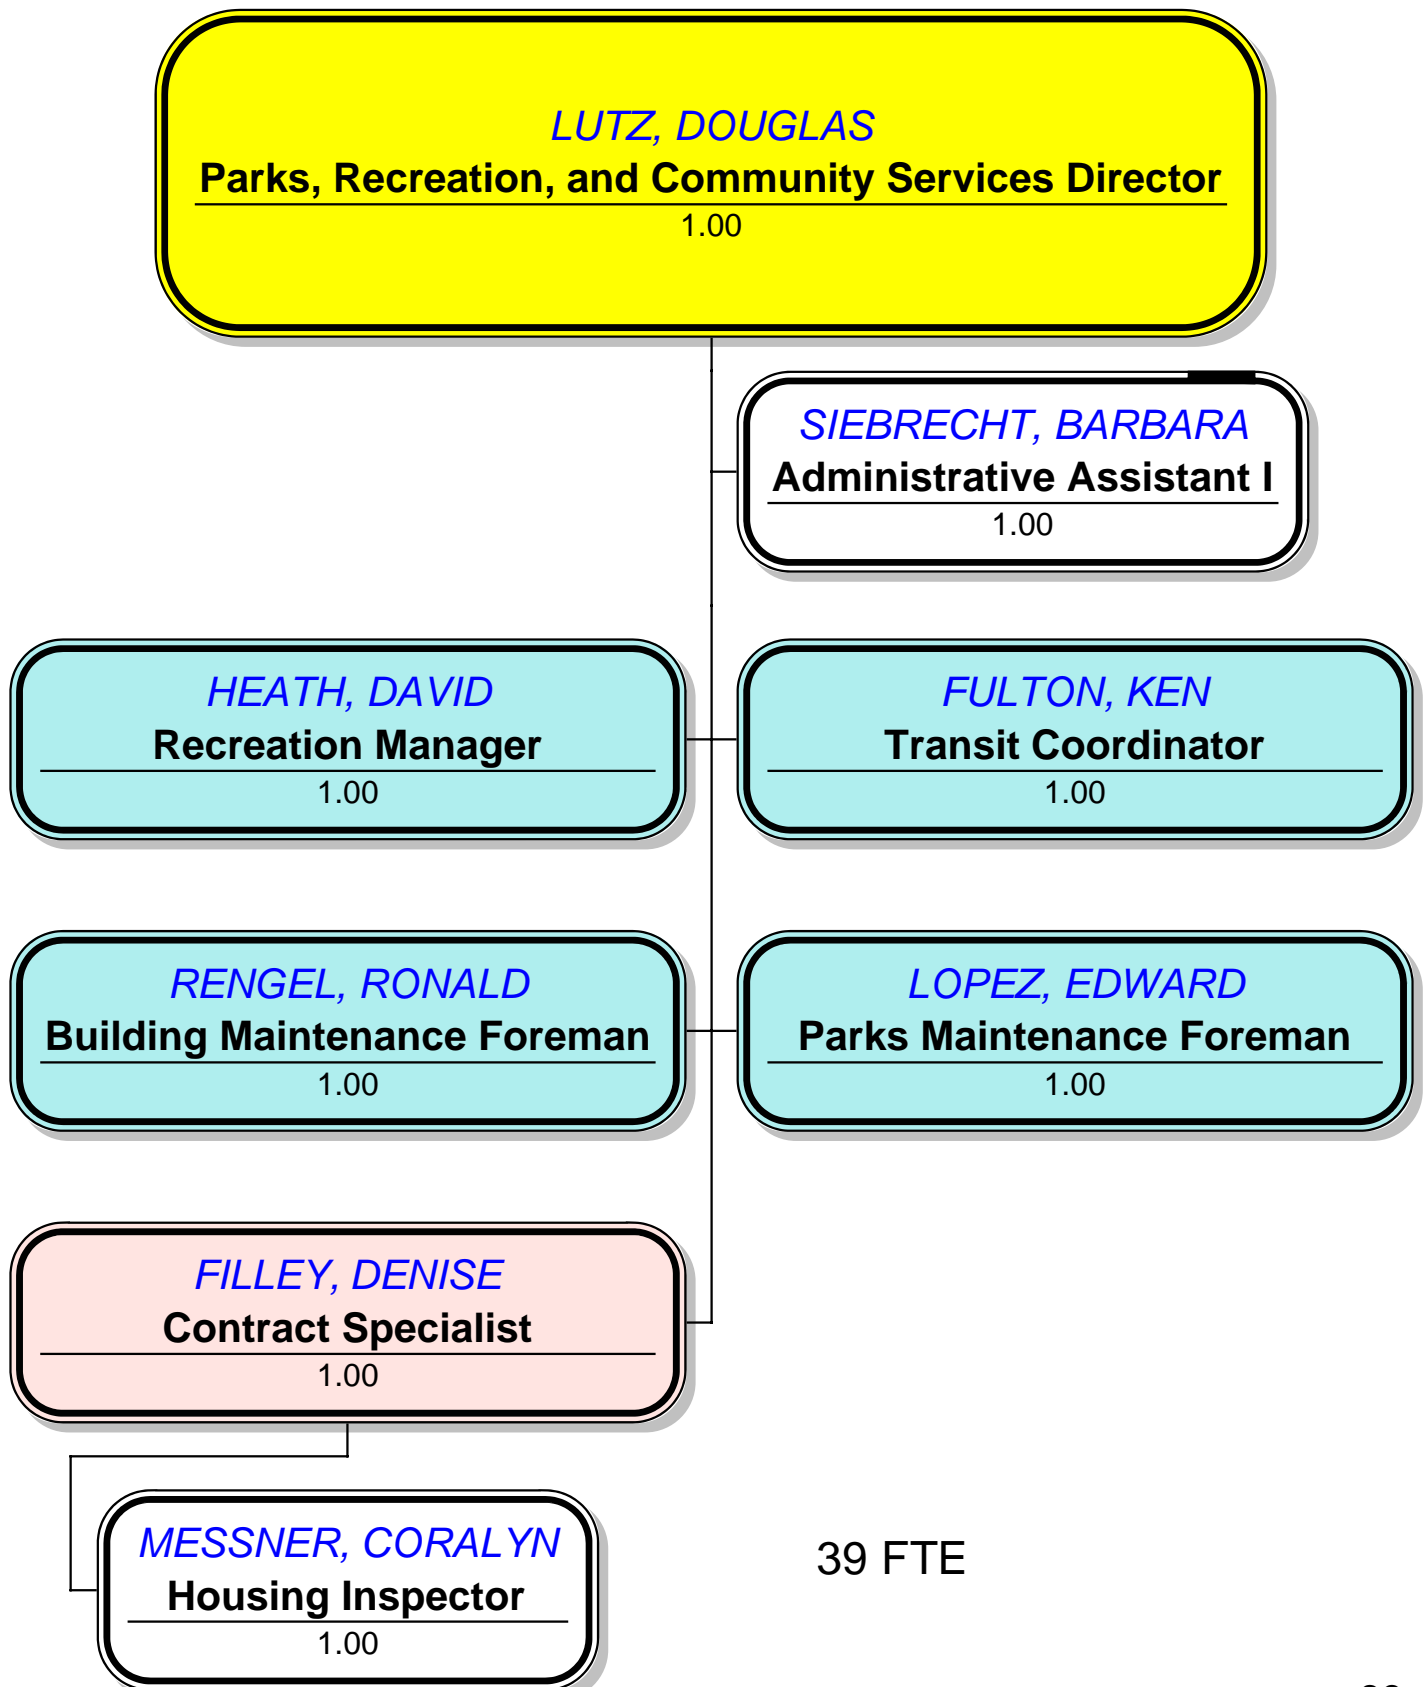 LUTZ, DOUGLAS
Parks, Recreation, and Community Services Director
1.00
SIEBRECHT, BARBARA
Administrative Assistant I
1.00
HEATH, DAVID
Recreation Manager
1.00
FULTON, KEN
Transit Coordinator
1.00
RENGEL, RONALD
Building Maintenance Foreman
1.00
LOPEZ, EDWARD
Parks Maintenance Foreman
1.00
FILLEY, DENISE
Contract Specialist
1.00
MESSNER, CORALYN
Housing Inspector
1.00
39 FTE